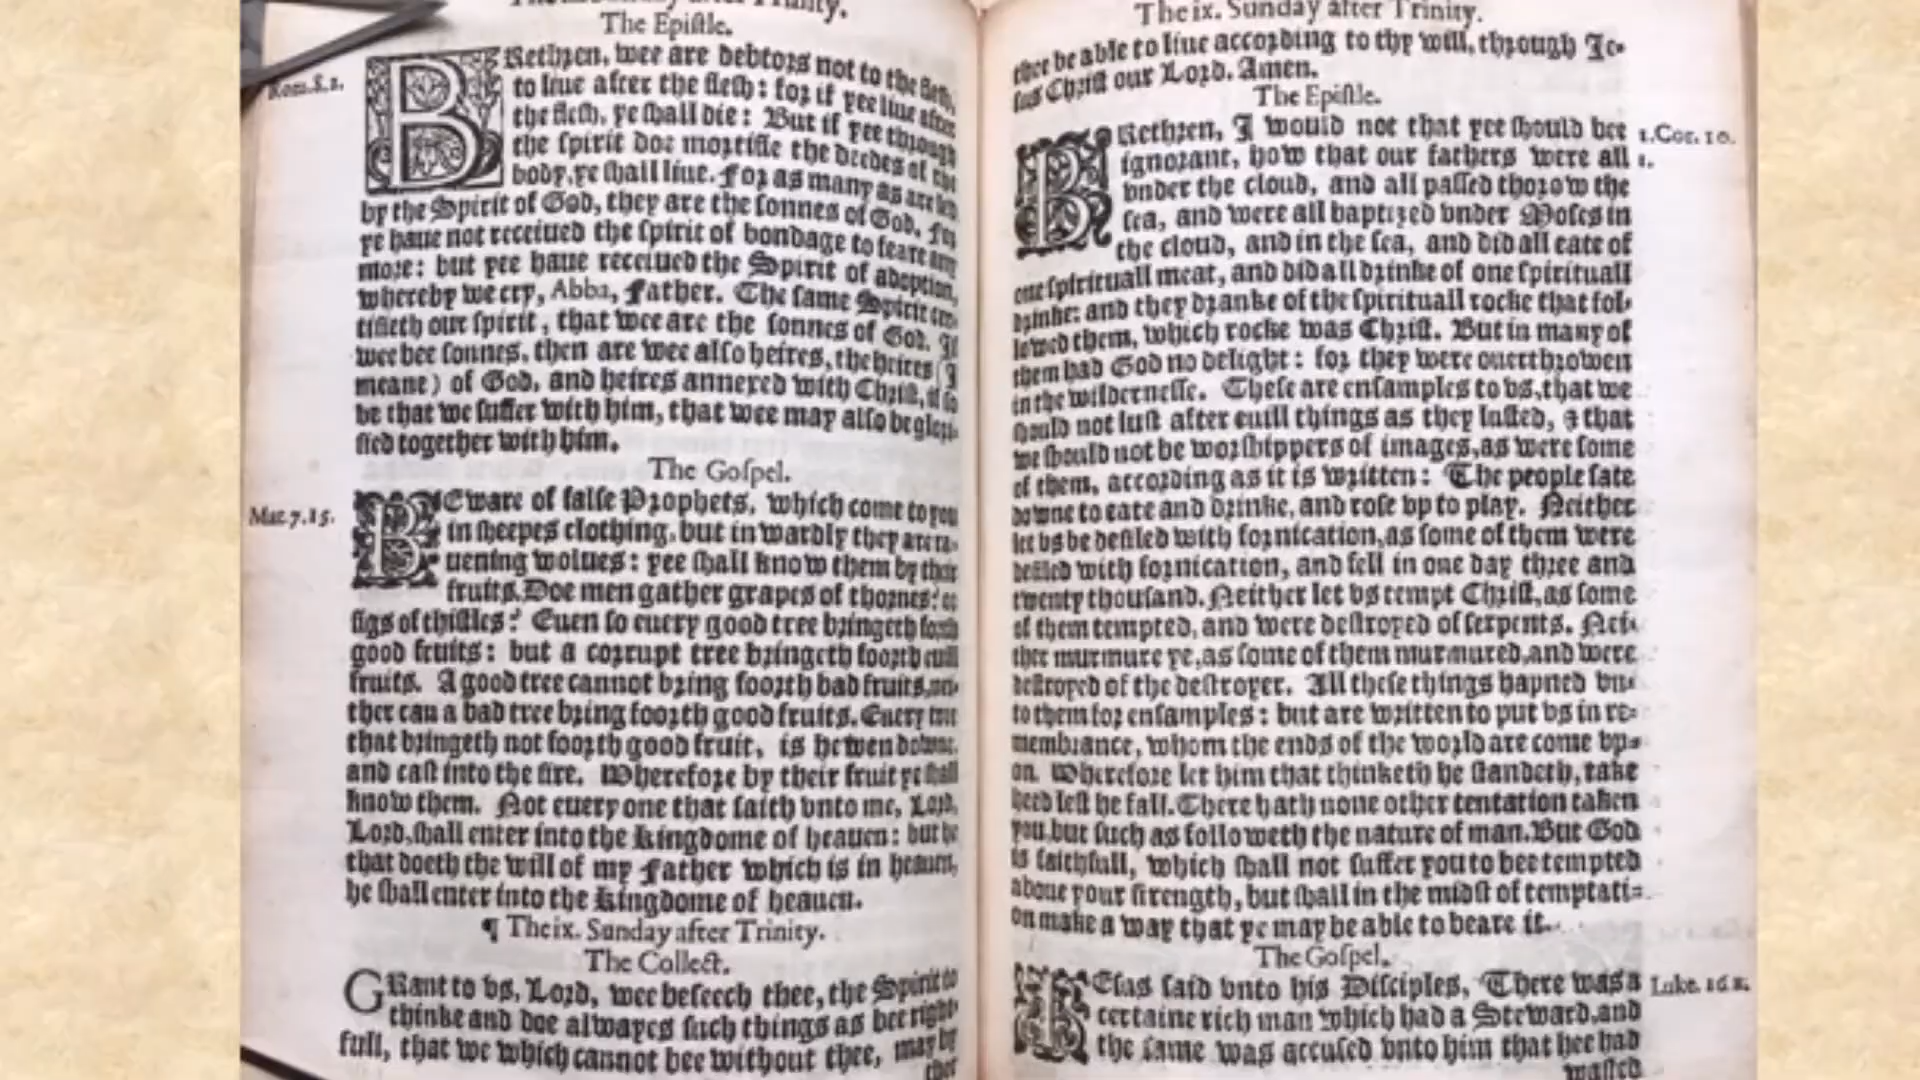 after Trinity.
The Epistle.
Rom. 8.
BRethren, wee are debtors not to the flesh,
to liue after the flesh: for if yee liue after
the flesh, ye shall die: But if yee through
the spirit doe mortifie the deedes of the
body, ye shall liue. For as many as are led
by the Spirit of God, they are the sonnes of God. For
ye haue not receiued the spirit of bondage to feare any
more: but yee haue receiued the Spirit of adoption,
whereby we cry, Abba, Father. The same Spirit cer-
tifieth our spirit, that wee are the sonnes of God. If
wee bee sonnes, then are wee also heires, the heires (I
meane) of God, and heires annexed with Christ, if so
be that we suffer with him, that wee may also be glori-
fied together with him.
The Gospel.
Mat. 7. 15.
BEware of false Prophets, which come to you
in sheepes clothing, but inwardly they are ra-
uening wolues: yee shall know them by their
fruits. Doe men gather grapes of thornes? or
figs of thistles? Euen so euery good tree bringeth foorth
good fruits: but a corrupt tree bringeth foorth euill
fruits. A good tree cannot bring foorth bad fruits, nei-
ther can a bad tree bring foorth good fruits. Euery tree
that bringeth not foorth good fruit, is hewen downe,
and cast into the fire. Wherefore by their fruit ye shall
know them. Not euery one that saith vnto me, Lord,
Lord, shall enter into the kingdome of heauen: but he
that doeth the will of my Father which is in heauen,
he shall enter into the kingdome of heauen.
¶ The ix. Sunday after Trinity.
The Collect.
GRant to vs, Lord, wee beseech thee, the Spirit to
thinke and doe alwayes such things as bee right-
full, that we which cannot bee without thee, may by
thee
The ix. Sunday after Trinity.
thee be able to liue according to thy will, through Ie-
sus Christ our Lord. Amen.
The Epistle.
BRethren, I would not that yee should bee
1. Cor. 10.
ignorant, how that our fathers were all
1.
vnder the cloud, and all passed thorow the
sea, and were all baptized vnder Moses in
the cloud, and in the sea, and did all eate of
one spirituall meat, and did all drinke of one spirituall
drinke: and they dranke of the spirituall rocke that fol-
lowed them, which rocke was Christ. But in many of
them had God no delight: for they were ouerthrowen
in the wildernesse. These are ensamples to vs, that we
should not lust after euill things as they lusted, & that
we should not be worshippers of images, as were some
of them, according as it is written: The people sate
downe to eate and drinke, and rose vp to play. Neither
let vs be defiled with fornication, as some of them were
defiled with fornication, and fell in one day three and
twenty thousand. Neither let vs tempt Christ, as some
of them tempted, and were destroyed of serpents. Nei-
ther murmure ye, as some of them murmured, and were
destroyed of the destroyer. All these things hapned vn-
to them for ensamples: but are written to put vs in re-
membrance, whom the ends of the world are come vp-
on. Wherefore let him that thinketh he standeth, take
heed lest he fall. There hath none other tentation taken
you, but such as followeth the nature of man. But God
is faithfull, which shall not suffer you to bee tempted
aboue your strength, but shall in the midst of temptati-
on make a way that ye may be able to beare it.
The Gospel.
IEsus said vnto his Disciples, There was a
Luke. 16.
certaine rich man which had a Steward, and
the same was accused vnto him that hee had
wasted